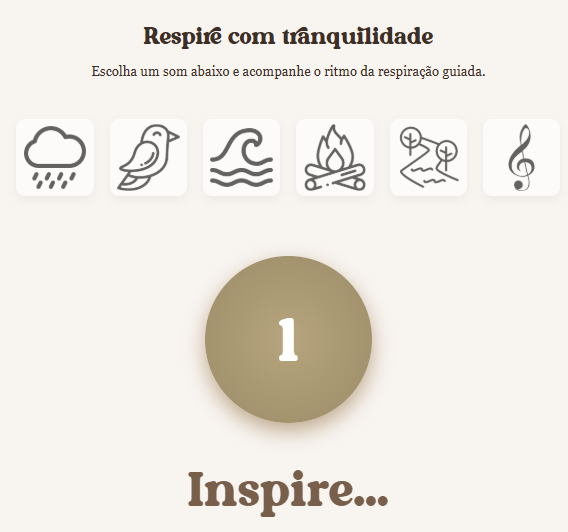 Respire com tranquilidade
Escolha um som abaixo e acompanhe o ritmo da respiração guiada.
1
Inspire...